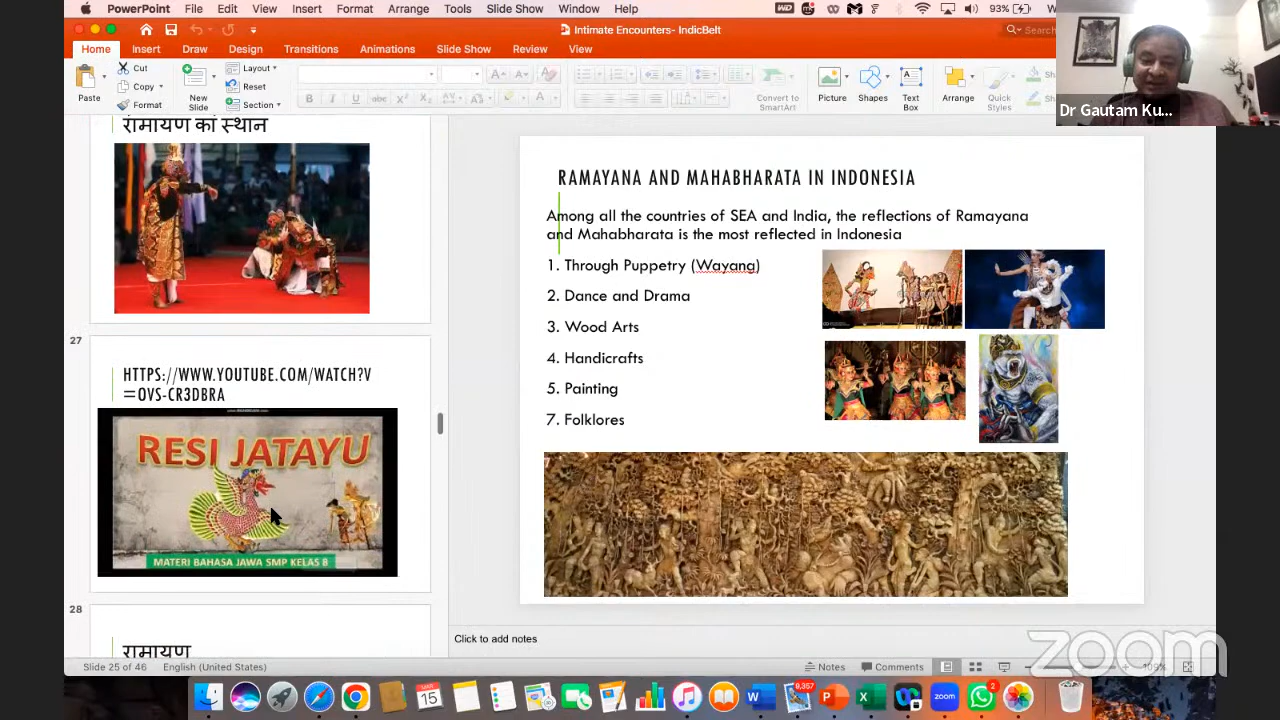 PowerPoint File Edit View Insert Format Arrange Tools Slide Show Window Help
93%
Intimate Encounters- IndicBelt
Home Insert Draw Design Transitions Animations Slide Show Review View
Paste
Cut
Copy
Format
New Slide
Layout
Reset
Section
Convert to SmartArt
Picture
Shapes
Text Box
Arrange
Quick Styles
Dr Gautam Ku...
रामायण का स्थान
27
HTTPS://WWW.YOUTUBE.COM/WATCH?V
=OVS-CR3DBRA
RESI JATAYU
MATERI BAHASA JAWA SMP KELAS 8
28
रामायण
RAMAYANA AND MAHABHARATA IN INDONESIA
Among all the countries of SEA and India, the reflections of Ramayana
and Mahabharata is the most reflected in Indonesia
1. Through Puppetry (Wayang)
2. Dance and Drama
3. Wood Arts
4. Handicrafts
5. Painting
7. Folklores
Click to add notes
zoom
Slide 25 of 46 English (United States)
Notes Comments
15
zoom
2